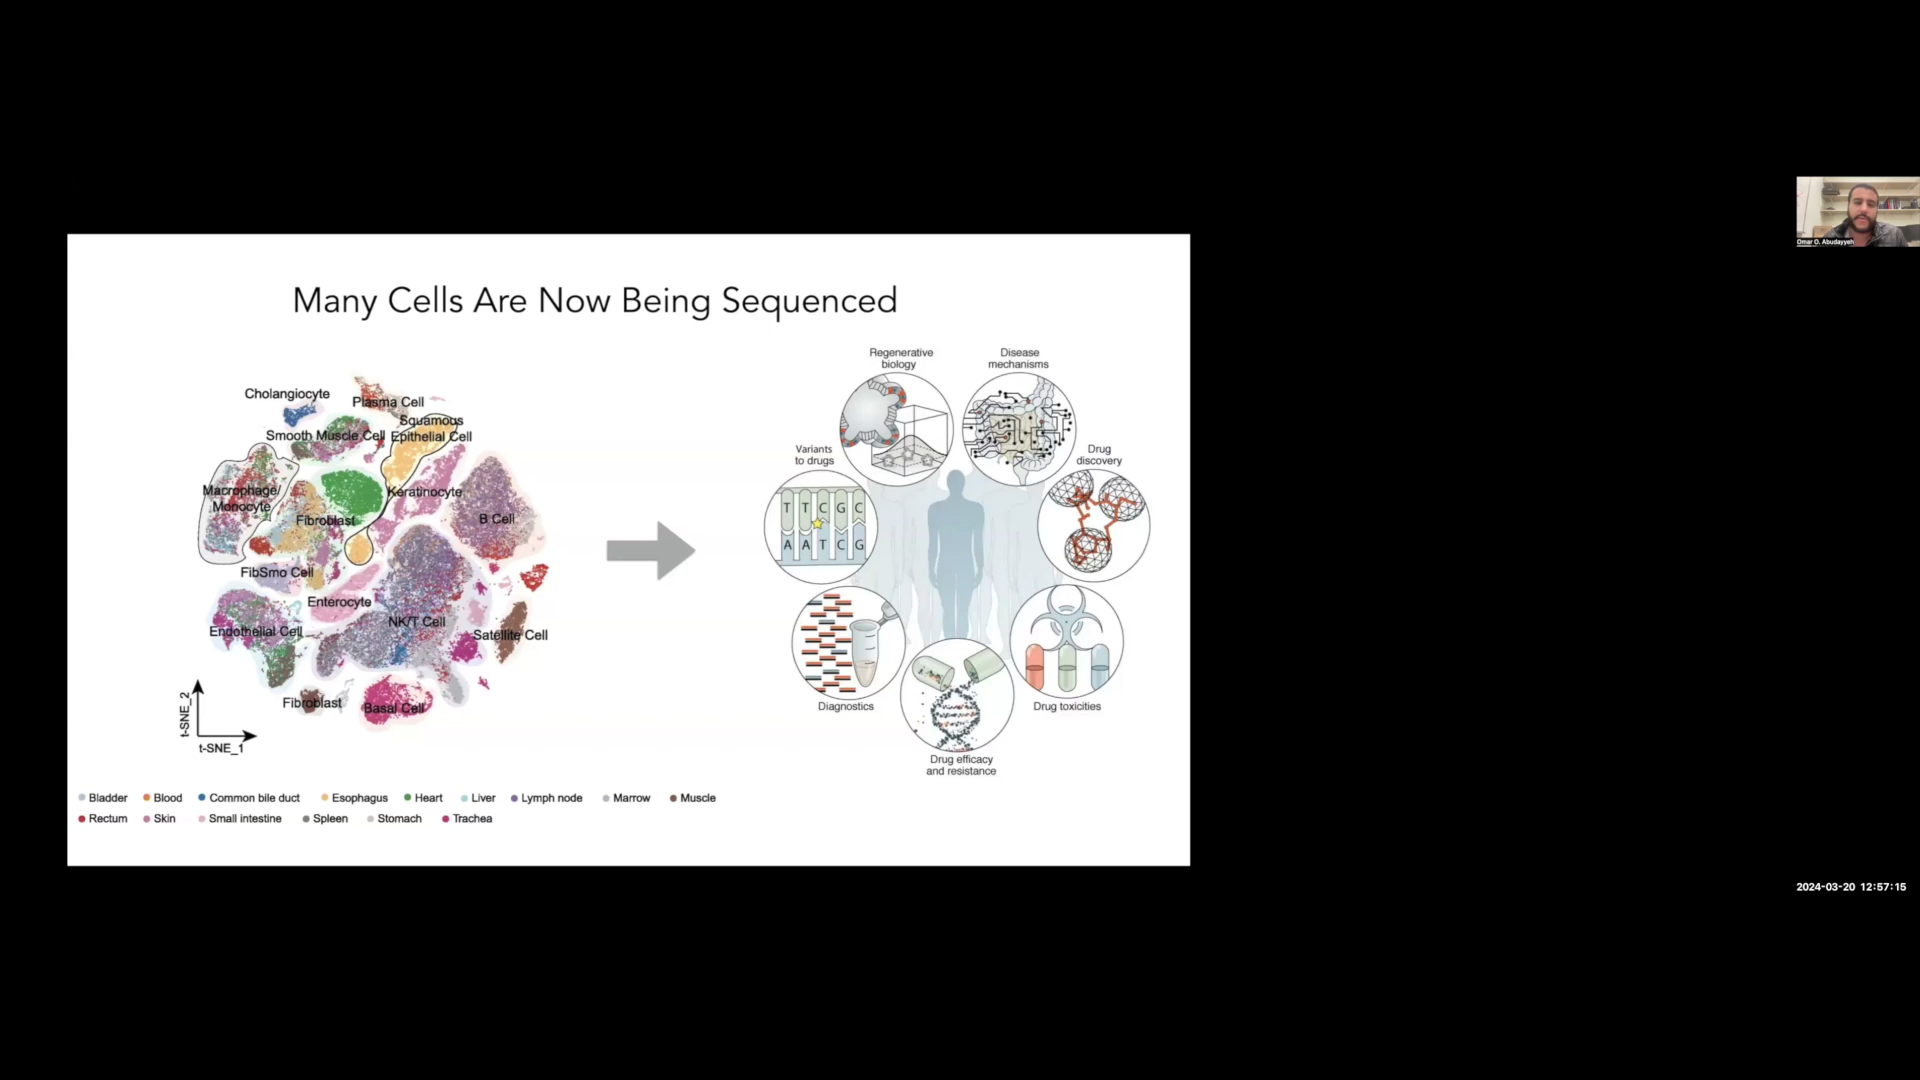 Many Cells Are Now Being Sequenced
Cholangiocyte
Plasma Cell
Squamous
Epithelial Cell
Smooth Muscle Cell
Macrophage/
Monocyte
Keratinocyte
Fibroblast
B Cell
FibSmo Cell
Enterocyte
NK/T Cell
Endothelial Cell
Satellite Cell
Fibroblast
Basal Cell
t-SNE_2
t-SNE_1
Bladder Blood Common bile duct Esophagus Heart Liver Lymph node Marrow Muscle
Rectum Skin Small intestine Spleen Stomach Trachea
Regenerative
biology
Disease
mechanisms
Variants
to drugs
Drug
discovery
T T C G C
A A T C G
Diagnostics
Drug toxicities
Drug efficacy
and resistance
Omar O. Abudayyeh
2024-03-20 12:57:15